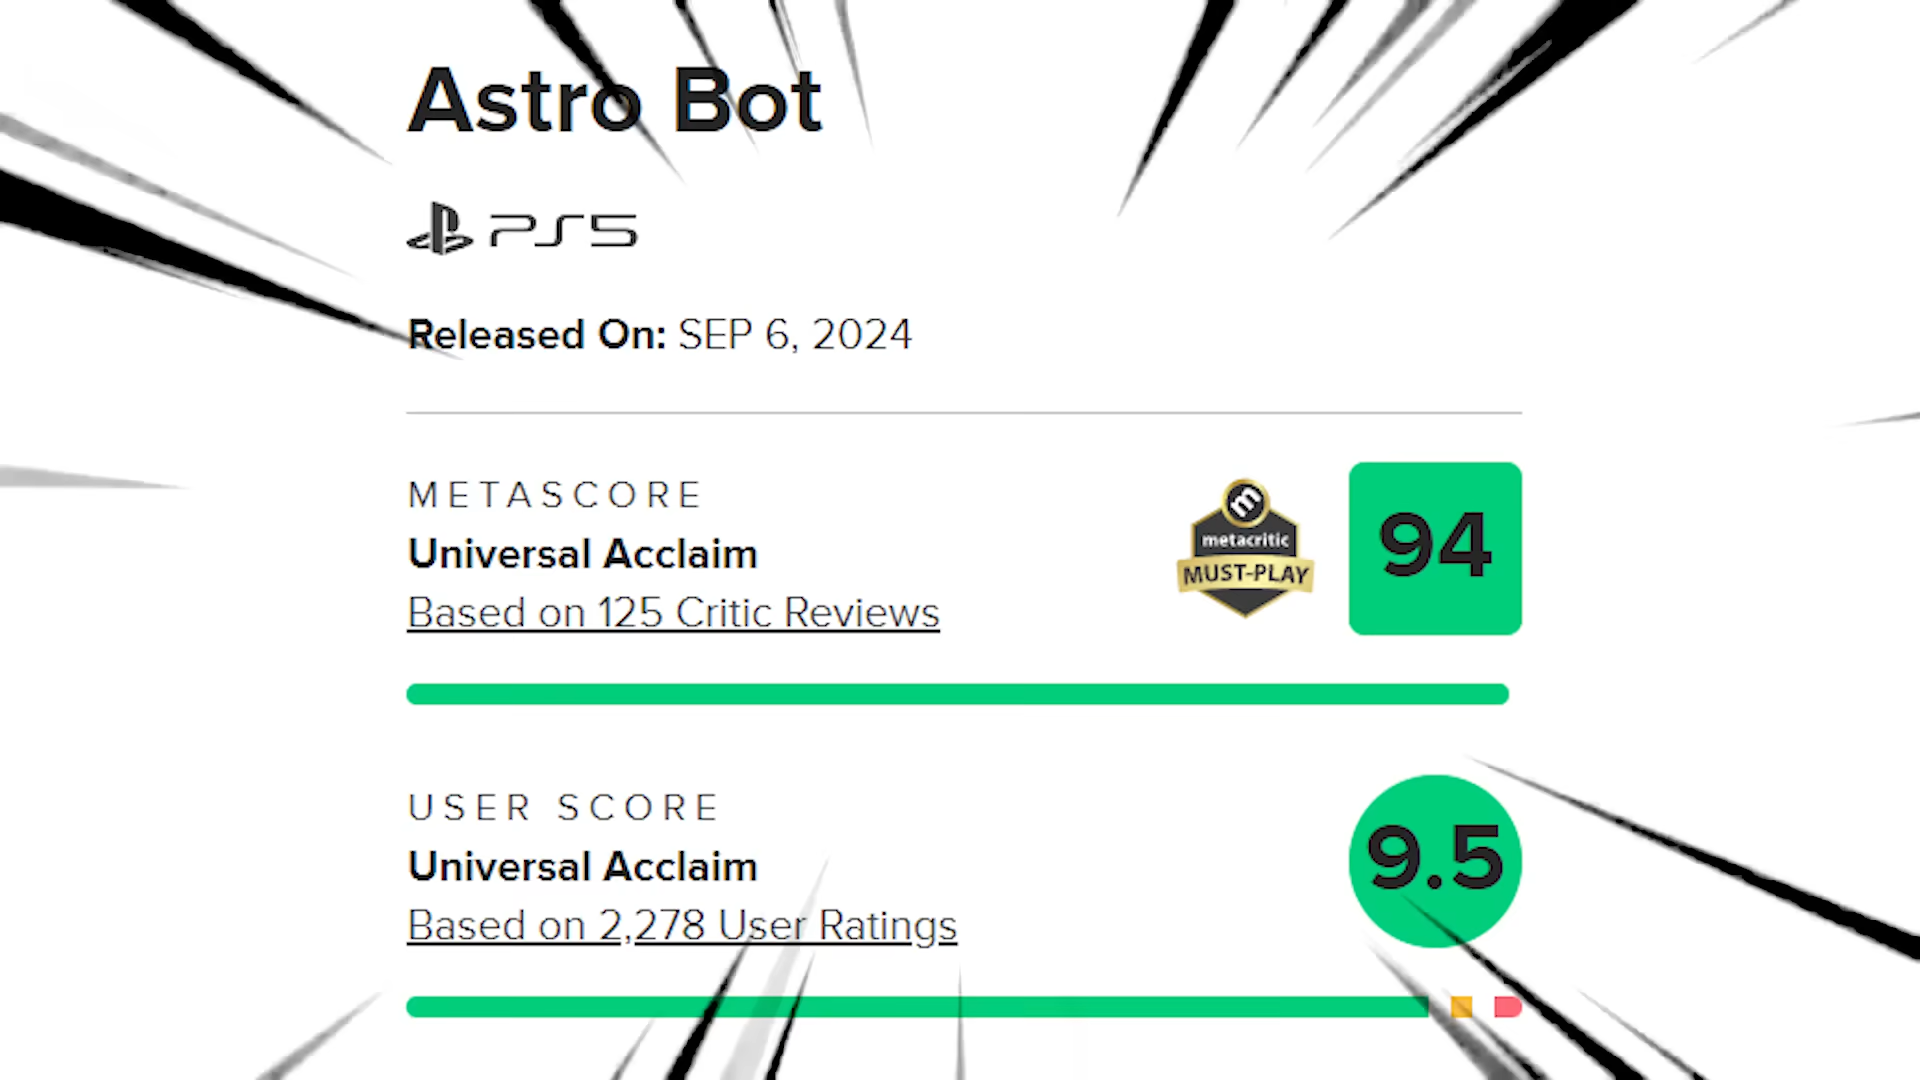 Astro Bot
PS5
Released On: SEP 6, 2024
METASCORE
Universal Acclaim
Based on 125 Critic Reviews
m
metacritic
MUST-PLAY
94
USER SCORE
Universal Acclaim
Based on 2,278 User Ratings
9.5